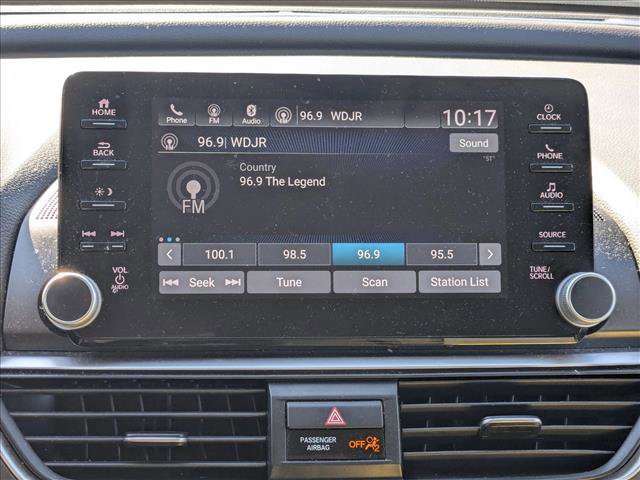 HOME
BACK
VOL
AUDIO
Phone
FM
Audio
96.9 WDJR
10:17
96.9| WDJR
Sound
"ST"
Country
96.9 The Legend
FM
100.1
98.5
96.9
95.5
Seek
Tune
Scan
Station List
CLOCK
PHONE
AUDIO
SOURCE
TUNE/
SCROLL
PASSENGER
AIRBAG
OFF
2